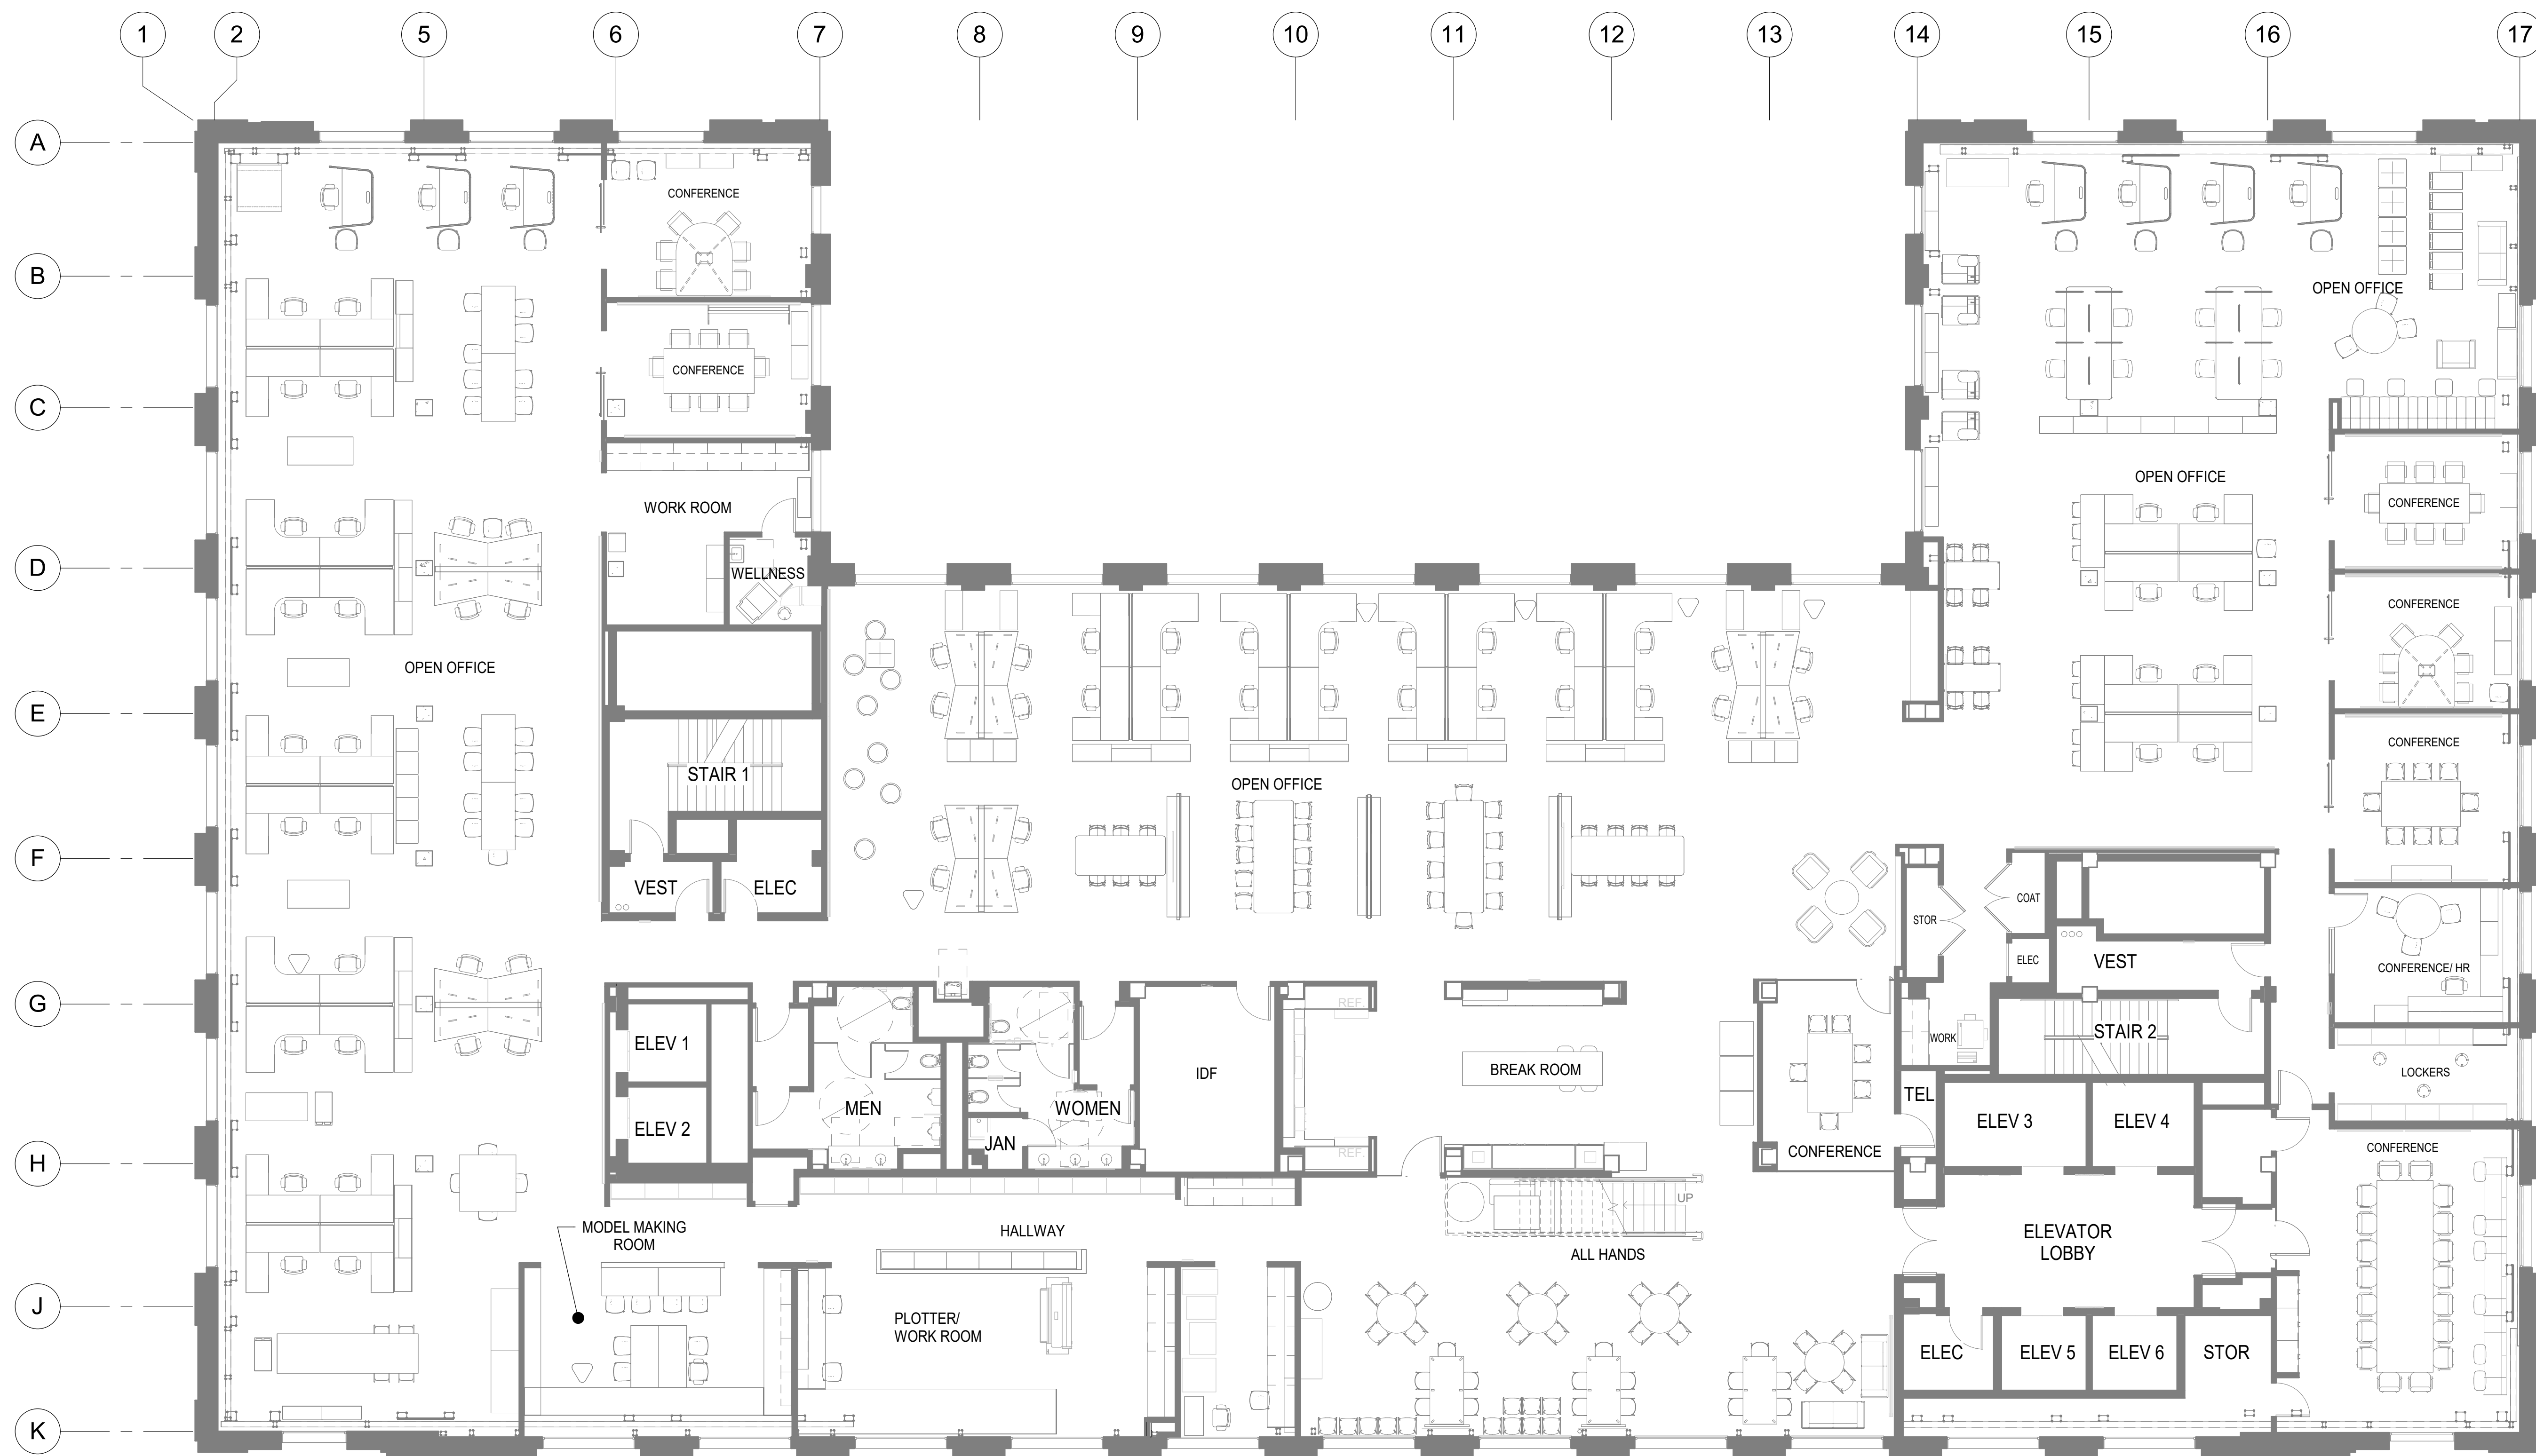 1
2
5
6
7
8
9
10
11
12
13
14
15
16
17
A
CONFERENCE
B
OPEN OFFICE
CONFERENCE
C
OPEN OFFICE
CONFERENCE
WORK ROOM
D
WELLNESS
CONFERENCE
OPEN OFFICE
E
CONFERENCE
STAIR 1
OPEN OFFICE
F
VEST
ELEC
COAT
STOR
ELEC
VEST
CONFERENCE/ HR
G
REF.
ELEV 1
STAIR 2
WORK
BREAK ROOM
IDF
LOCKERS
TEL
MEN
WOMEN
ELEV 2
ELEV 3
ELEV 4
JAN
H
REF.
CONFERENCE
CONFERENCE
UP
MODEL MAKING
ROOM
HALLWAY
ELEVATOR
LOBBY
ALL HANDS
J
PLOTTER/
WORK ROOM
ELEC
ELEV 5
ELEV 6
STOR
K